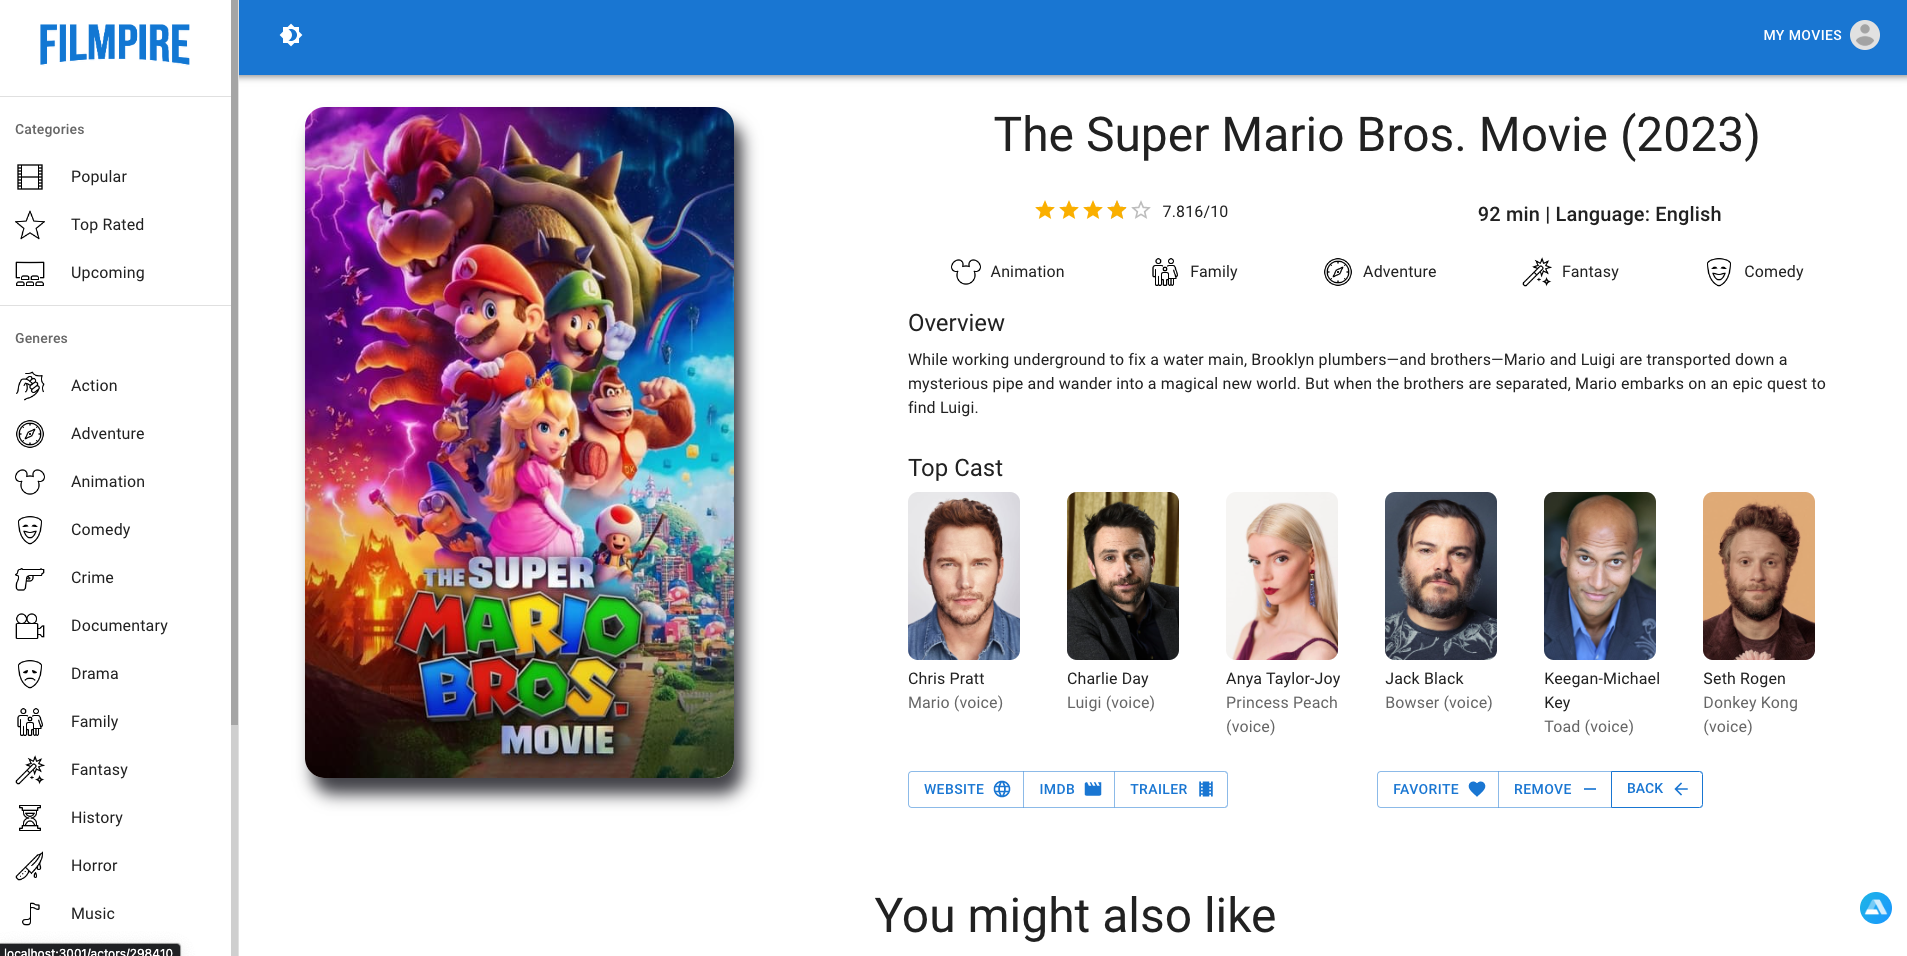 FILMPIRE
MY MOVIES
Categories
Popular
Top Rated
Upcoming
Generes
Action
Adventure
Animation
Comedy
Crime
Documentary
Drama
Family
Fantasy
History
Horror
Music
localhost:3001/actors/298410
THE SUPER
MARIO
BROS.
MOVIE
The Super Mario Bros. Movie (2023)
7.816/10
92 min | Language: English
Animation
Family
Adventure
Fantasy
Comedy
Overview
While working underground to fix a water main, Brooklyn plumbers—and brothers—Mario and Luigi are transported down a
mysterious pipe and wander into a magical new world. But when the brothers are separated, Mario embarks on an epic quest to
find Luigi.
Top Cast
Chris Pratt
Mario (voice)
Charlie Day
Luigi (voice)
Anya Taylor-Joy
Princess Peach
(voice)
Jack Black
Bowser (voice)
Keegan-Michael
Key
Toad (voice)
Seth Rogen
Donkey Kong
(voice)
WEBSITE
IMDB
TRAILER
FAVORITE
REMOVE
BACK
You might also like